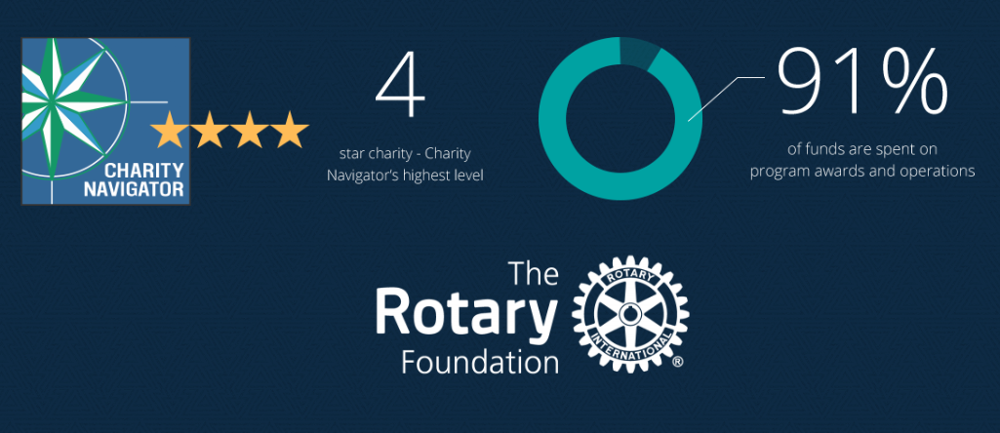 CHARITY
NAVIGATOR
4
star charity - Charity
Navigator's highest level
91%
of funds are spent on
program awards and operations
The
Rotary
Foundation
ROTARY
INTERNATIONAL
®